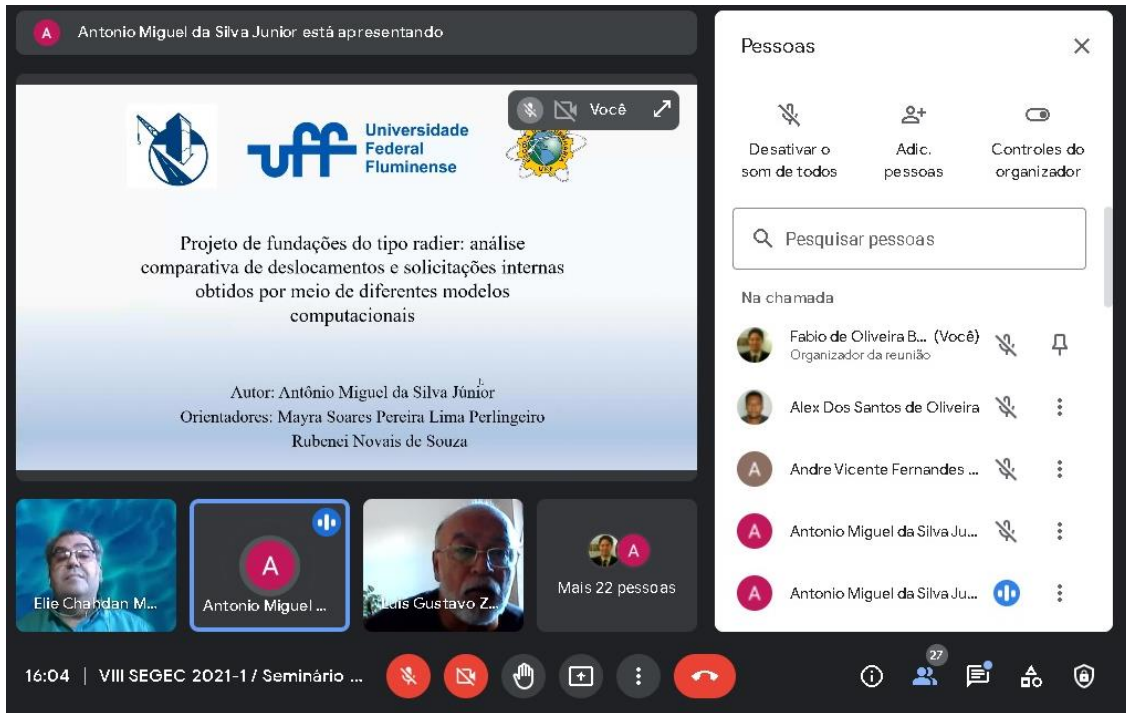 A
Antonio Miguel da Silva Junior está apresentando
Você
uff
Universidade
Federal
Fluminense
Projeto de fundações do tipo radier: análise
comparativa de deslocamentos e solicitações internas
obtidos por meio de diferentes modelos
computacionais
Autor: Antônio Miguel da Silva Júnior
Orientadores: Mayra Soares Pereira Lima Perlingeiro
Rubenei Novais de Souza
Elie Chahdan M...
A
Antonio Miguel ...
Luis Gustavo Z...
A
Mais 22 pessoas
Pessoas
Desativar o
som de todos
Adic.
pessoas
Controles do
organizador
Pesquisar pessoas
Na chamada
Fabio de Oliveira B... (Você)
Organizador da reunião
Alex Dos Santos de Oliveira
A
Andre Vicente Fernandes ...
A
Antonio Miguel da Silva Ju...
A
Antonio Miguel da Silva Ju...
16:04 | VIII SEGEC 2021-1 / Seminário ...
27